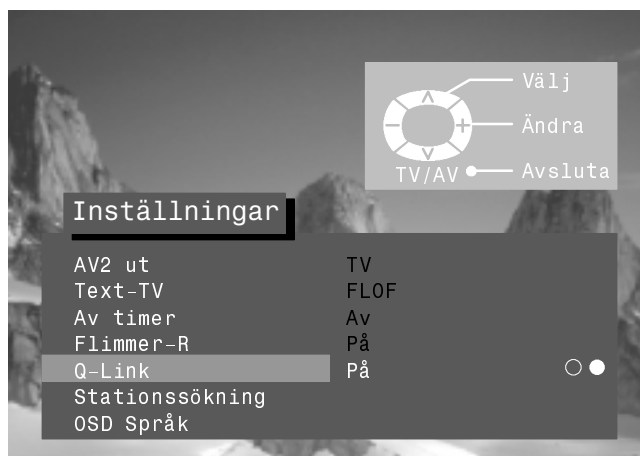 Välj
Ändra
TV/AV Avsluta
Inställningar
AV2 ut TV
Text-TV FLOF
Av timer Av
Flimmer-R På
Q-Link På
Stationssökning
OSD Språk